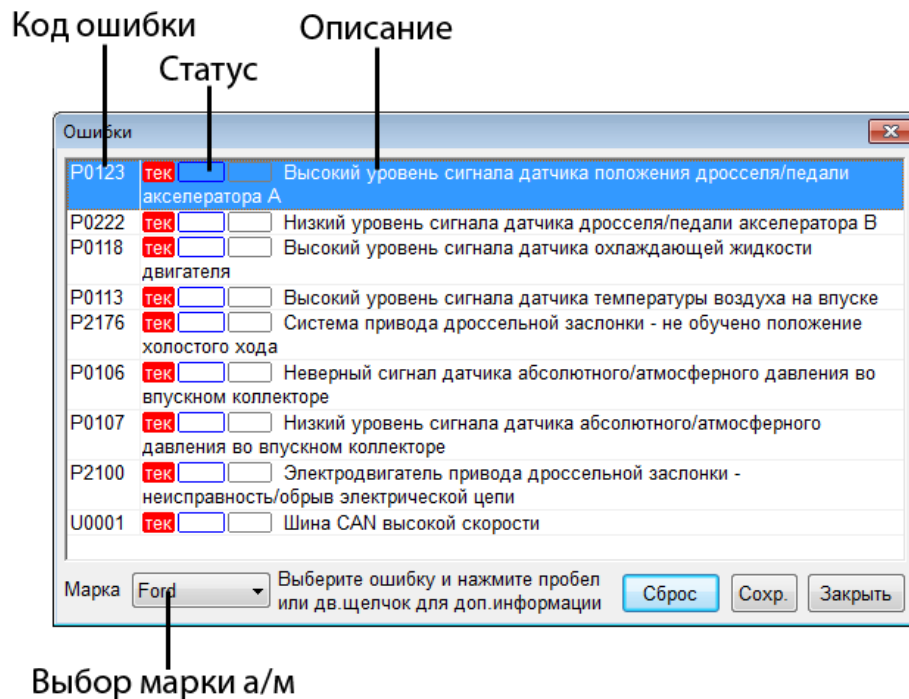 Код ошибки
Описание
Статус
Ошибки
P0123 тек Высокий уровень сигнала датчика положения дросселя/педали
акселератора А
P0222 тек Низкий уровень сигнала датчика дросселя/педали акселератора B
P0118 тек Высокий уровень сигнала датчика охлаждающей жидкости
двигателя
P0113 тек Высокий уровень сигнала датчика температуры воздуха на впуске
P2176 тек Система привода дроссельной заслонки - не обучено положение
холостого хода
P0106 тек Неверный сигнал датчика абсолютного/атмосферного давления во
впускном коллекторе
P0107 тек Низкий уровень сигнала датчика абсолютного/атмосферного
давления во впускном коллекторе
P2100 тек Электродвигатель привода дроссельной заслонки -
неисправность/обрыв электрической цепи
U0001 тек Шина CAN высокой скорости
Марка Ford Выберите ошибку и нажмите пробел
или дв.щелчок для доп.информации Сброс Сохр. Закрыть
Выбор марки а/м